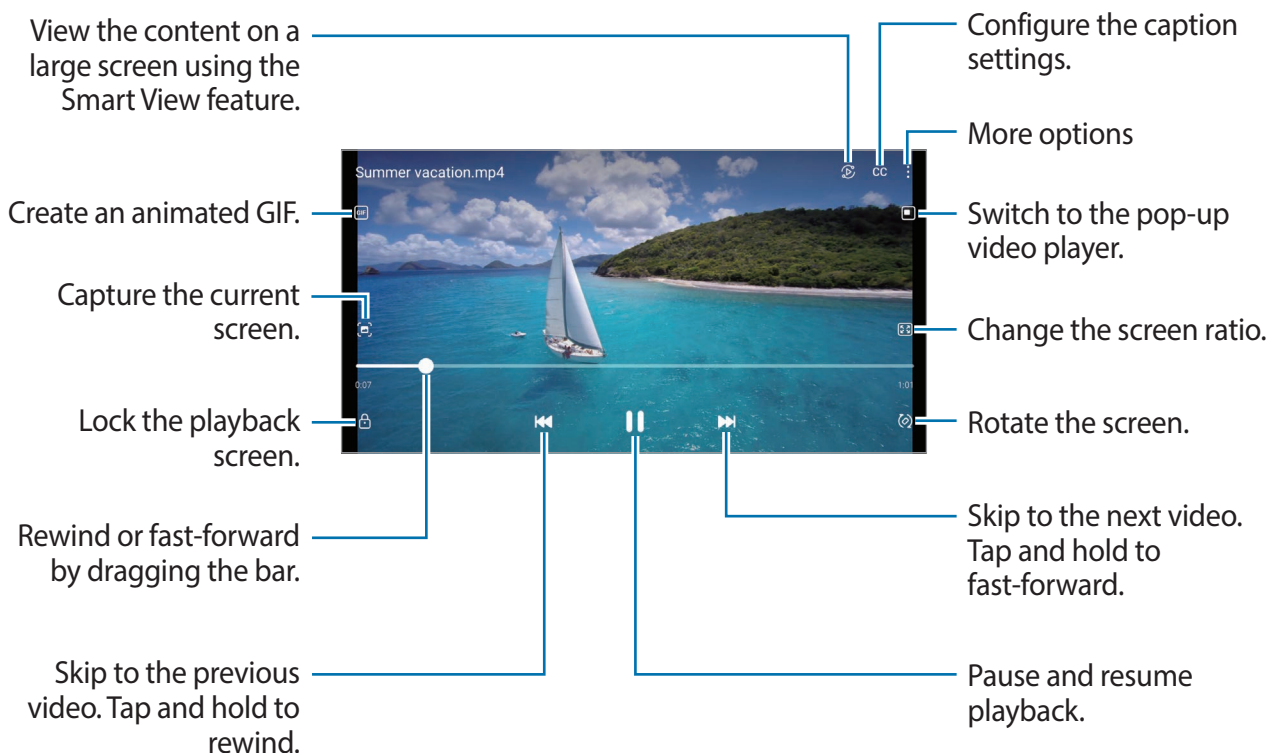 View the content on a
large screen using the
Smart View feature.
Configure the caption
settings.
More options
Summer vacation.mp4
CC
Create an animated GIF.
GIF
Switch to the pop-up
video player.
Capture the current
screen.
Change the screen ratio.
0:07
1:01
Lock the playback
screen.
Rotate the screen.
Rewind or fast-forward
by dragging the bar.
Skip to the next video.
Tap and hold to
fast-forward.
Skip to the previous
video. Tap and hold to
rewind.
Pause and resume
playback.